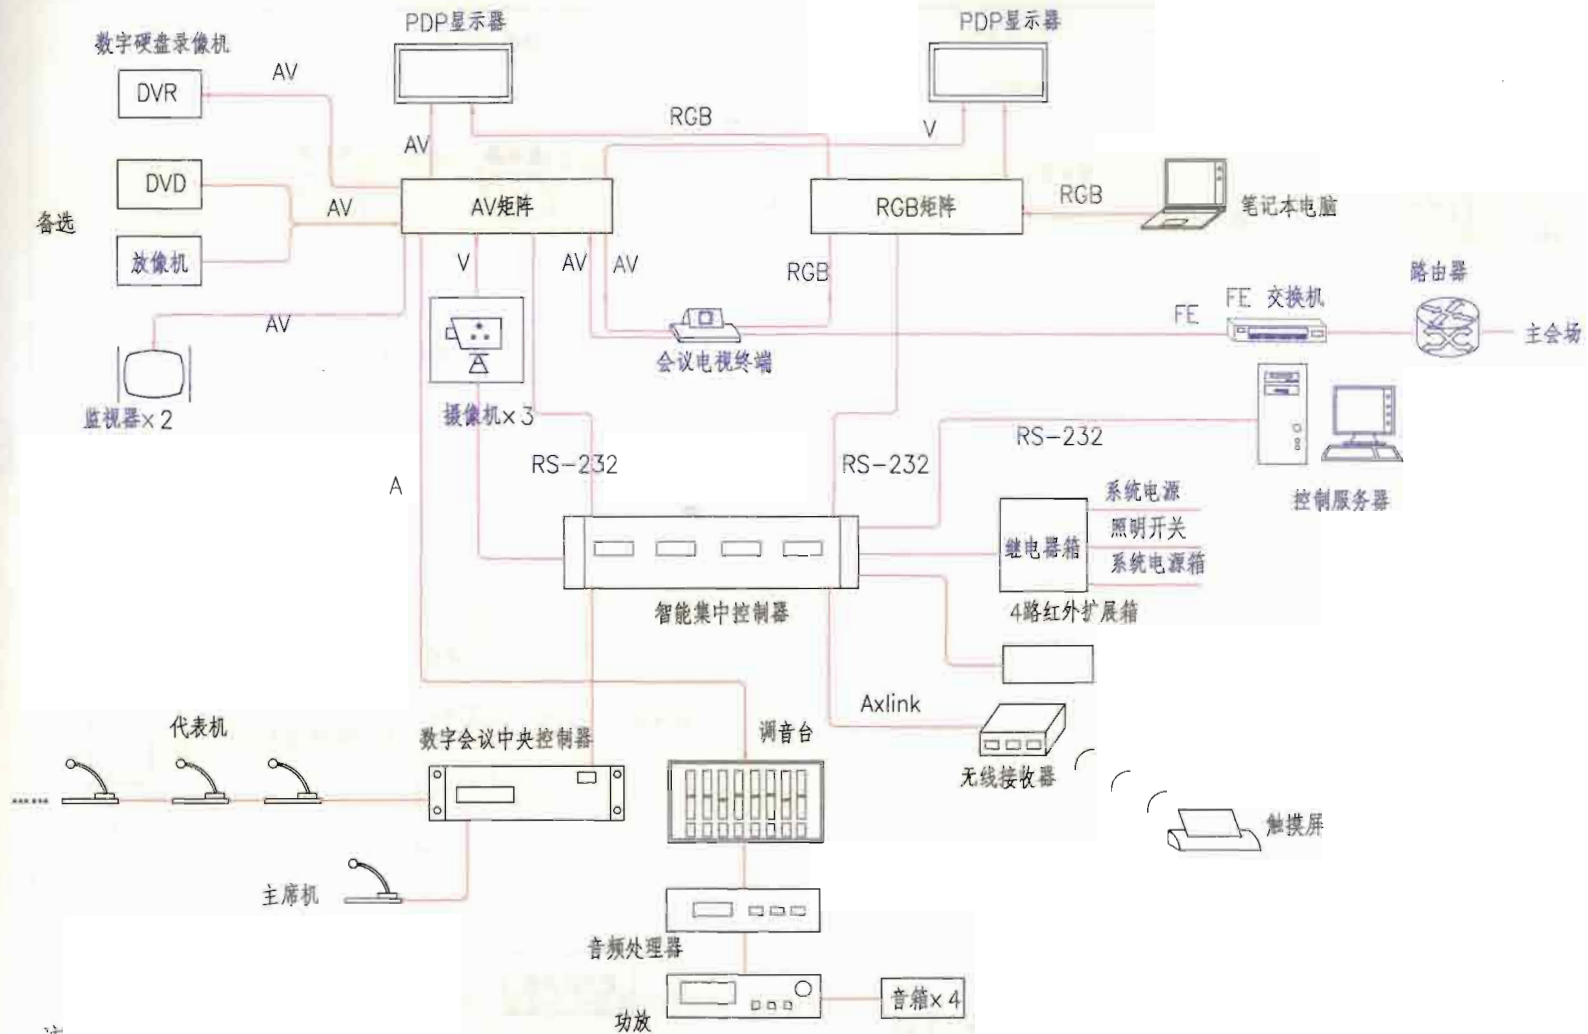 PDP显示器
PDP显示器
数字硬盘录像机
AV
DVR
RGB
V
AV
DVD
AV
AV矩阵
RGB矩阵
RGB
笔记本电脑
备选
放像机
V
AV
AV
RGB
路由器
FE
FE 交换机
主会场
AV
会议电视终端
监视器×2
摄像机×3
RS-232
RS-232
RS-232
A
系统电源
控制服务器
照明开关
继电器箱
系统电源箱
智能集中控制器
4路红外扩展箱
Axlink
代表机
数字会议中央控制器
调音台
无线接收器
触摸屏
主席机
音频处理器
音箱×4
功放